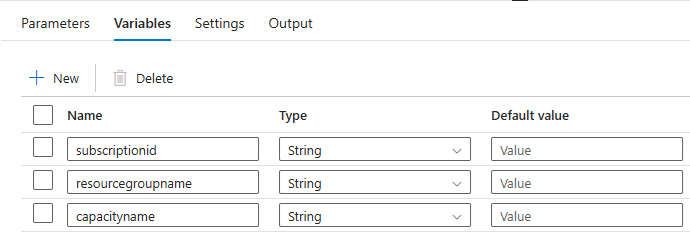 Parameters Variables Settings Output
New Delete
Name Type Default value
subscriptionid String Value
resourcegroupname String Value
capacityname String Value